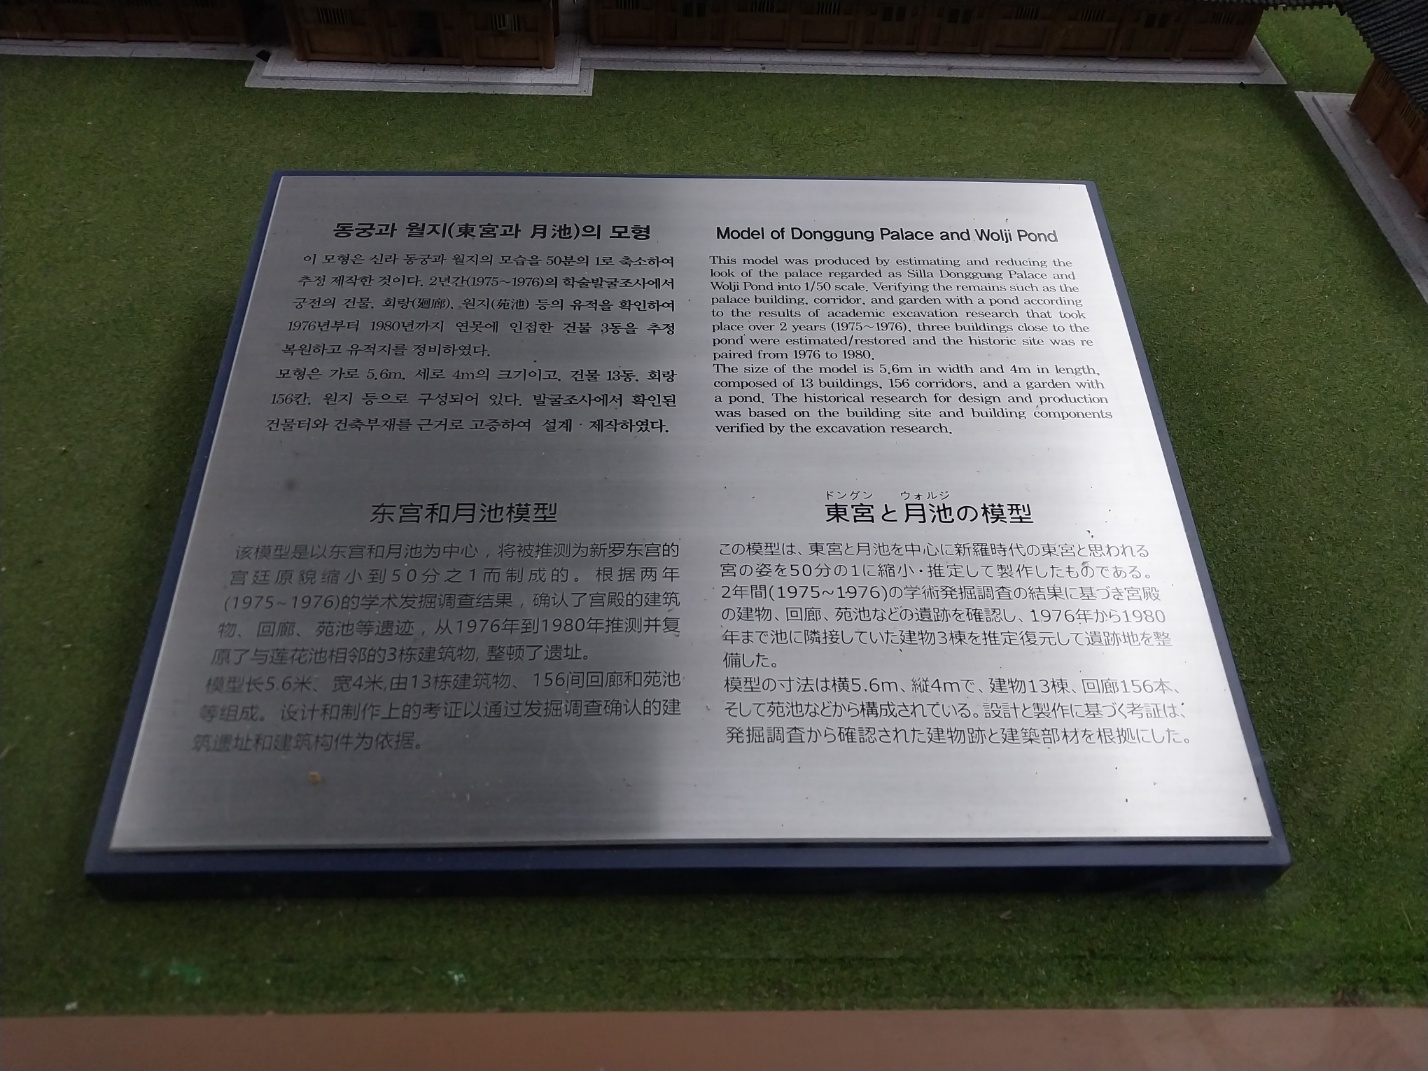 동궁과 월지(東宮과 月池)의 모형
이 모형은 신라 동궁과 월지의 모습을 50분의 1로 축소하여
추정 제작한 것이다. 2년간(1975~1976)의 학술발굴조사에서
궁전의 건물, 회랑(廻廊), 원지(苑池) 등의 유적을 확인하여
1976년부터 1980년까지 연못에 인접한 건물 3동을 추정
복원하고 유적지를 정비하였다.
모형은 가로 5.6m, 세로 4m의 크기이고, 건물 13동, 회랑
156칸, 원지 등으로 구성되어 있다. 발굴조사에서 확인된
건물터와 건축부재를 근거로 고증하여 설계·제작하였다.
Model of Donggung Palace and Wolji Pond
This model was produced by estimating and reducing the
look of the palace regarded as Silla Donggung Palace and
Wolji Pond into 1/50 scale. Verifying the remains such as the
palace building, corridor, and garden with a pond according
to the results of academic excavation research that took
place over 2 years (1975~1976), three buildings close to the
pond were estimated/restored and the historic site was re
paired from 1976 to 1980.
The size of the model is 5.6m in width and 4m in length,
composed of 13 buildings, 156 corridors, and a garden with
a pond. The historical research for design and production
was based on the building site and building components
verified by the excavation research.
东宫和月池模型
该模型是以东宫和月池为中心，将被推测为新罗东宫的
宫廷原貌缩小到50分之1而制成的。根据两年
(1975~1976)的学术发掘调查结果，确认了宫殿的建筑
物、回廊、苑池等遗迹，从1976年到1980年推测并复
原了与莲花池相邻的3栋建筑物,整顿了遗址。
模型长5.6米、宽4米,由13栋建筑物、156间回廊和苑池
等组成。设计和制作上的考证以通过发掘调查确认的建
筑遗址和建筑构件为依据。
ドングン ウォルジ
東宮と月池の模型
この模型は、東宮と月池を中心に新羅時代の東宮と思われる
宮の姿を50分の1に縮小・推定して製作したものである。
2年間(1975~1976)の学術発掘調査の結果に基づき宮殿
の建物、回廊、苑池などの遺跡を確認し、1976年から1980
年まで池に隣接していた建物3棟を推定復元して遺跡地を整
備した。
模型の寸法は横5.6m、縦4mで、建物13棟、回廊156本、
そして苑池などから構成されている。設計と製作に基づく考証は、
発掘調査から確認された建物跡と建築部材を根拠にした。